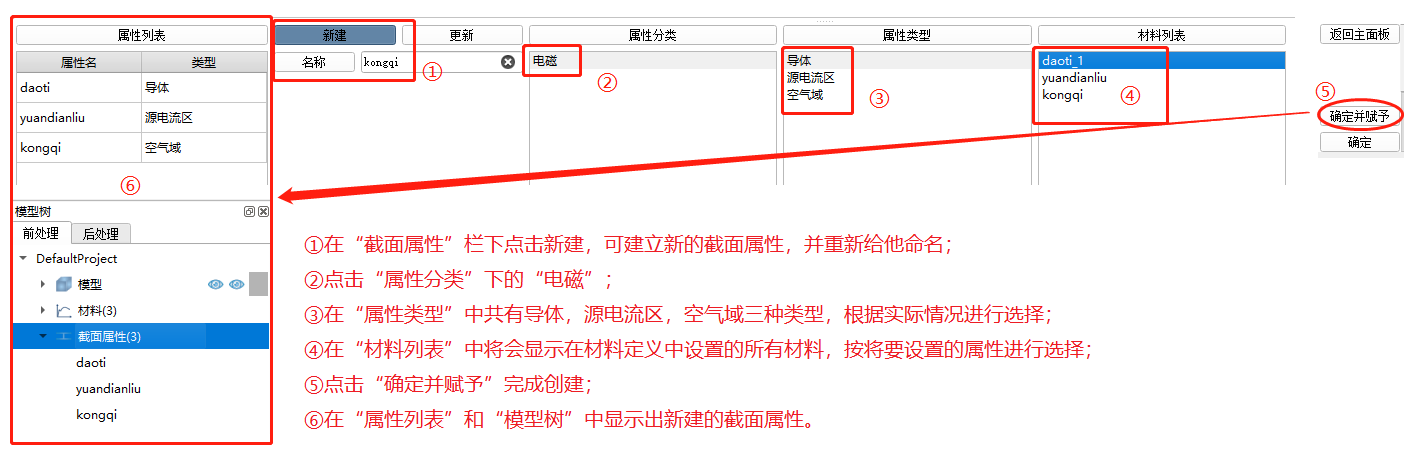 属性列表
新建
更新
属性分类
属性类型
材料列表
返回主面板
属性名
类型
名称
kongqi
①
电磁
②
导体
源电流区
空气域
③
daoti_1
yuandianliu
kongqi
④
⑤
确定并赋予
确定
daoti
导体
yuandianliu
源电流区
kongqi
空气域
⑥
模型树
前处理
后处理
DefaultProject
模型
材料(3)
截面属性(3)
daoti
yuandianliu
kongqi
①在“截面属性”栏下点击新建，可建立新的截面属性，并重新给他命名；
②点击“属性分类”下的“电磁”；
③在“属性类型”中共有导体，源电流区，空气域三种类型，根据实际情况进行选择；
④在“材料列表”中将会显示在材料定义中设置的所有材料，按将要设置的属性进行选择；
⑤点击“确定并赋予”完成创建；
⑥在“属性列表”和“模型树”中显示出新建的截面属性。